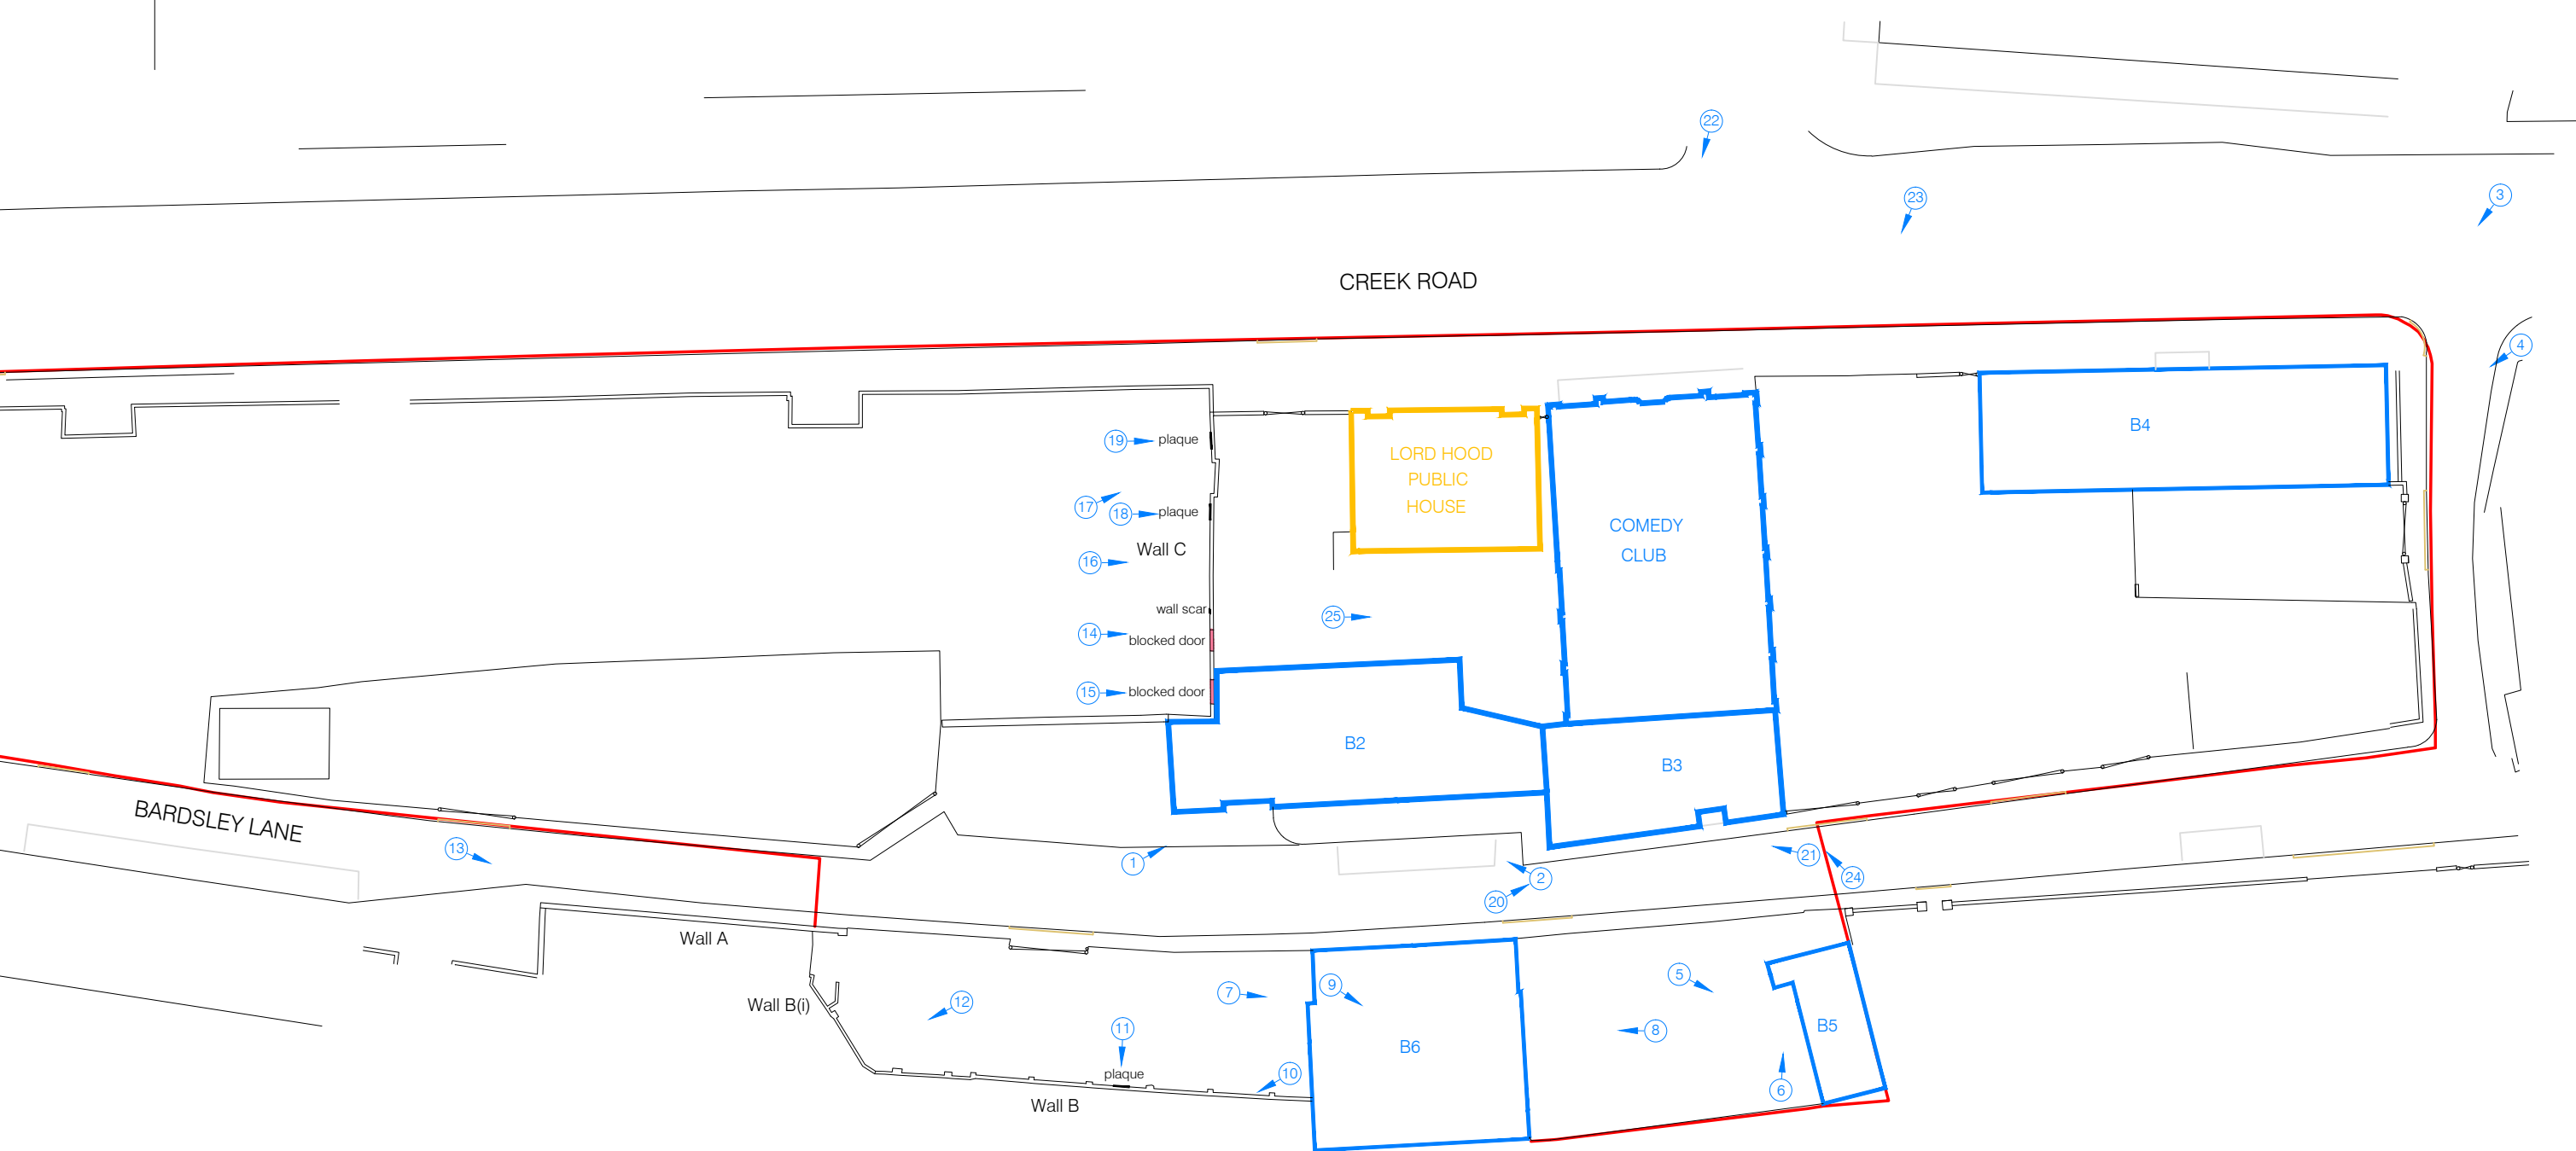 22
23
3
CREEK ROAD
4
19
plaque
LORD HOOD
PUBLIC
HOUSE
B4
17
18
plaque
COMEDY
CLUB
Wall C
16
wall scar
25
14
blocked door
15
blocked door
B2
B3
BARDSLEY LANE
13
1
2
21
24
20
Wall A
Wall B(i)
12
7
9
5
11
8
B5
B6
plaque
10
6
Wall B